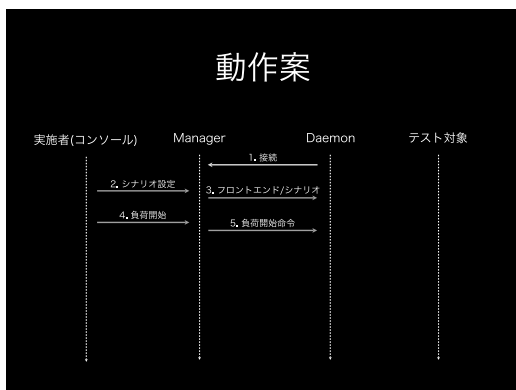 動作案
実施者(コンソール)
Manager
Daemon
テスト対象
1. 接続
2. シナリオ設定
3. フロントエンド/シナリオ
4. 負荷開始
5. 負荷開始命令